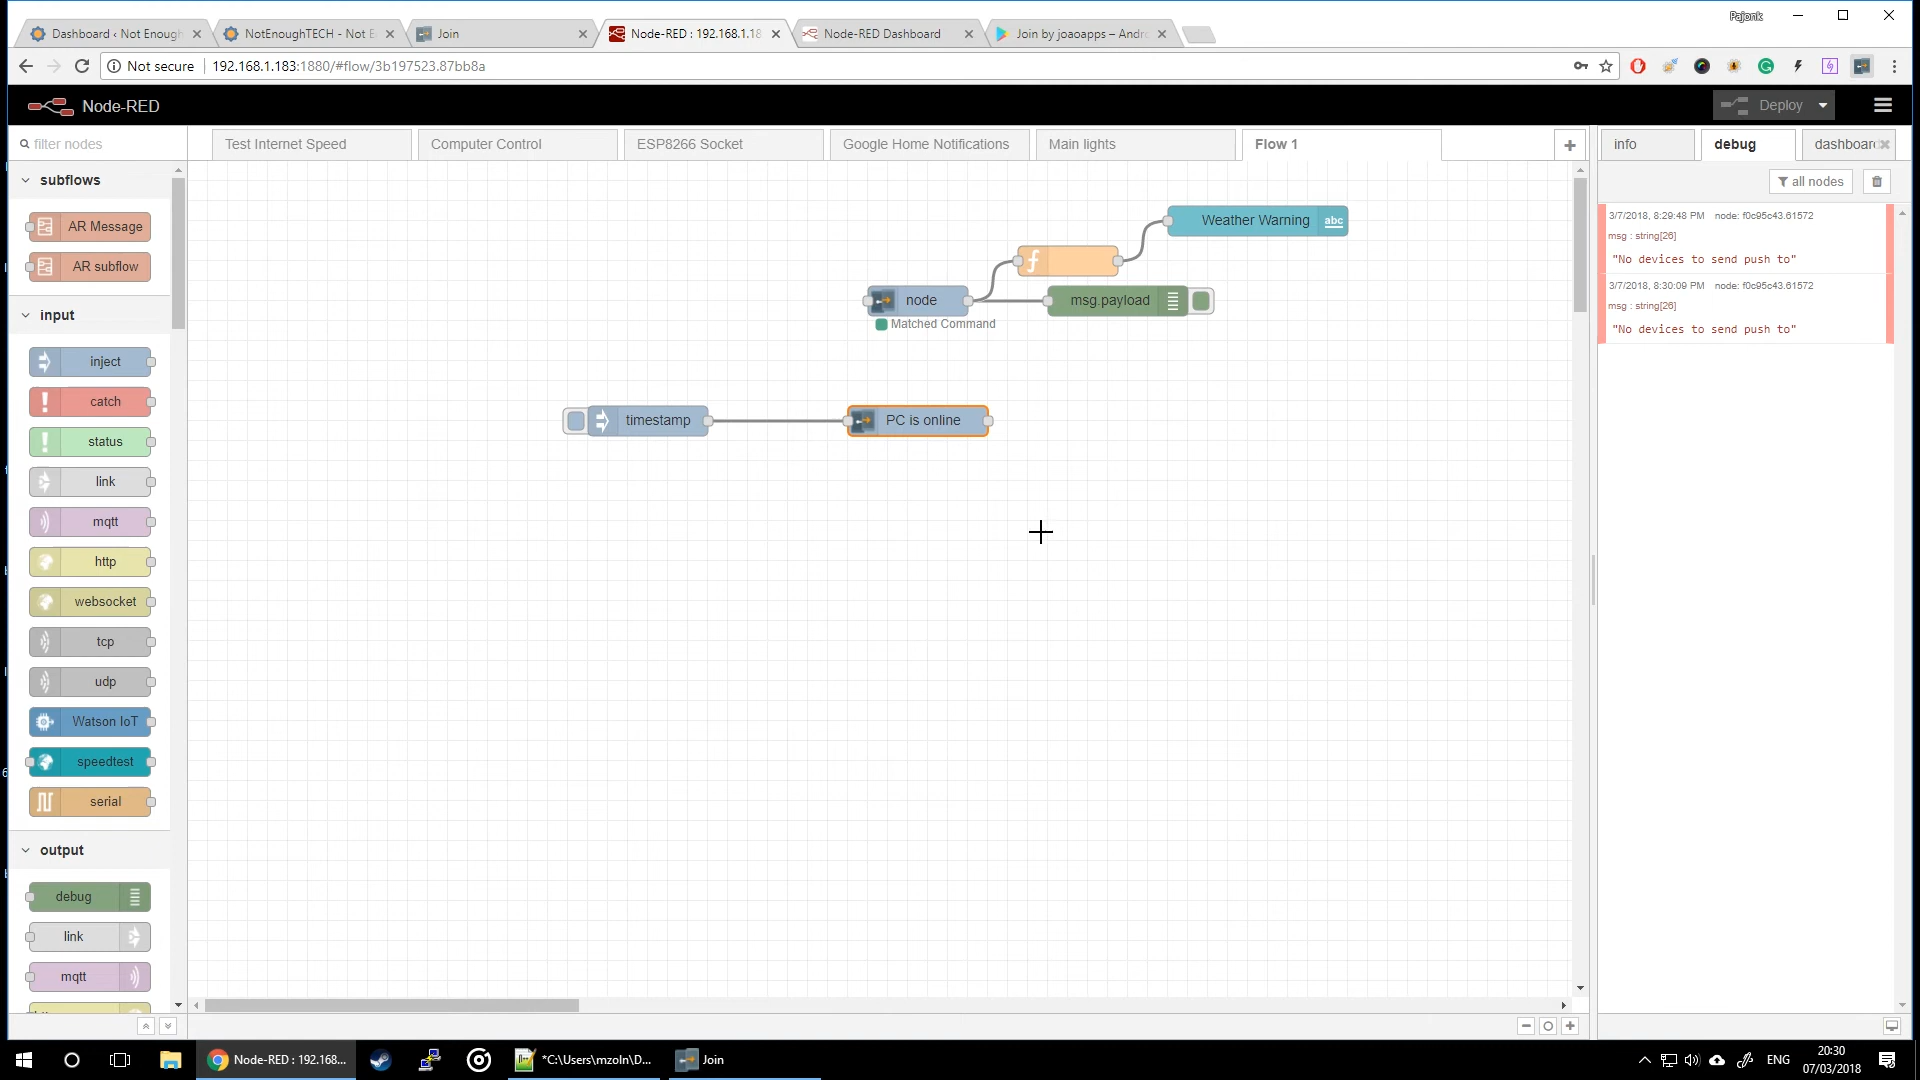 Pajonk
Dashboard ‹ Not Enough
NotEnoughTECH - Not E
Join
Node-RED : 192.168.1.18
Node-RED Dashboard
Join by joaoapps – Andr
Not secure
192.168.1.183:1880/#flow/3b197523.87bb8a
Node-RED
Deploy
filter nodes
Test Internet Speed
Computer Control
ESP8266 Socket
Google Home Notifications
Main lights
Flow 1
info
debug
dashboard
all nodes
subflows
AR Message
AR subflow
input
inject
catch
status
link
mqtt
http
websocket
tcp
udp
Watson IoT
speedtest
serial
output
debug
link
mqtt
Weather Warning
abc
f
node
Matched Command
msg.payload
timestamp
PC is online
3/7/2018, 8:29:48 PM node: f0c95c43.61572
msg : string[26]
"No devices to send push to"
3/7/2018, 8:30:09 PM node: f0c95c43.61572
msg : string[26]
"No devices to send push to"
Node-RED : 192.168...
*C:\Users\mzoln\D...
Join
ENG
20:30
07/03/2018